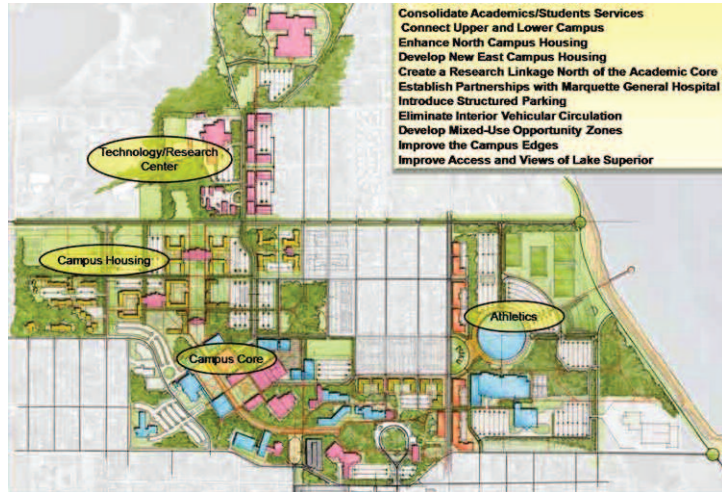 Consolidate Academics/Students Services
Connect Upper and Lower Campus
Enhance North Campus Housing
Develop New East Campus Housing
Create a Research Linkage North of the Academic Core
Establish Partnerships with Marquette General Hospital
Introduce Structured Parking
Eliminate Interior Vehicular Circulation
Develop Mixed-Use Opportunity Zones
Improve the Campus Edges
Improve Access and Views of Lake Superior
Technology/Research
Center
Campus Housing
Athletics
Campus Core